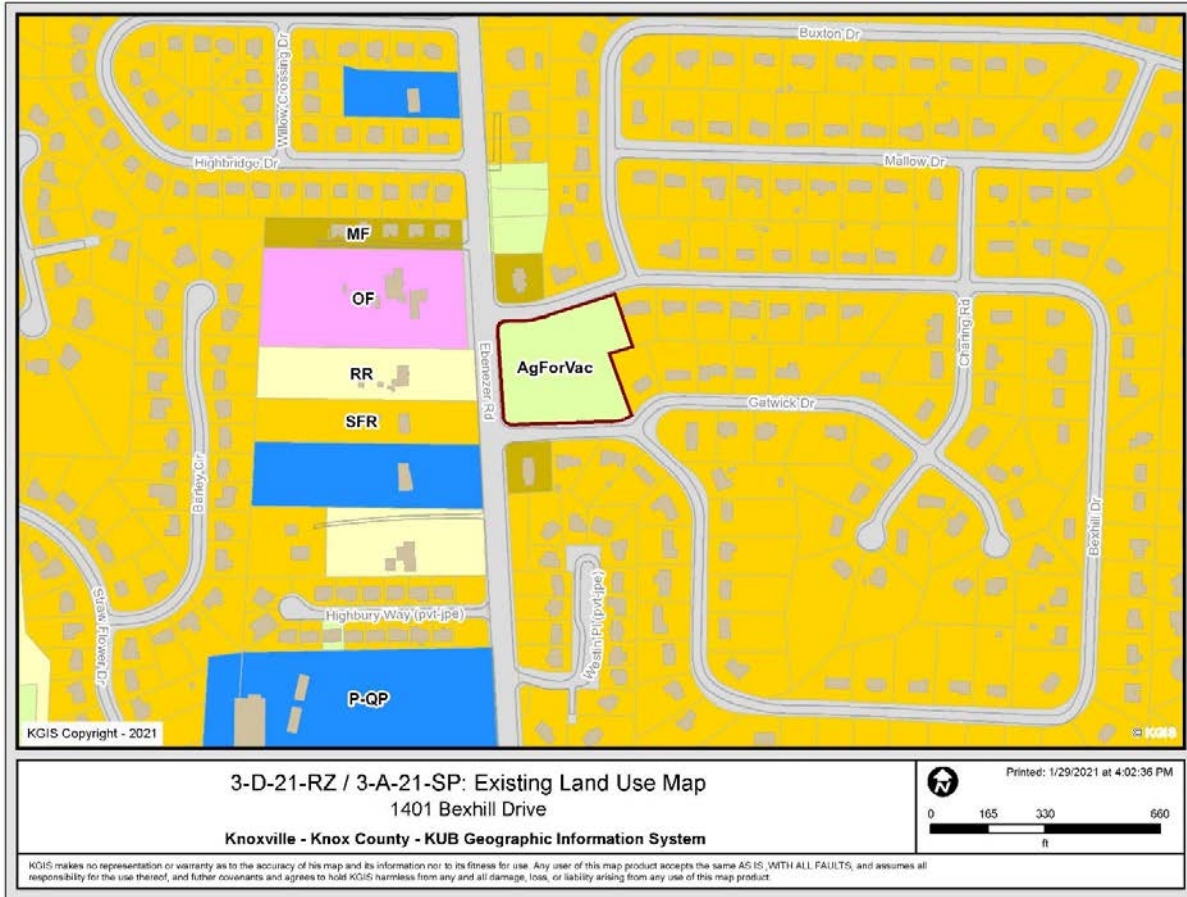 Buxton Dr
Willow Crossing Dr
Highbridge Dr
Mallow Dr
MF
OF
Ebenezer Rd
AgForVac
Charing Rd
RR
Gatwick Dr
SFR
Barley Cir
Bexhill Dr
Straw Flower Dr
Highbury Way (pvt-jpe)
Westin Pl (pvt-jpe)
P-QP
KGIS Copyright - 2021
© KGIS
3-D-21-RZ / 3-A-21-SP: Existing Land Use Map
1401 Bexhill Drive
Knoxville - Knox County - KUB Geographic Information System
N
Printed: 1/29/2021 at 4:02:36 PM
0 165 330 660
ft
KGIS makes no representation or warranty as to the accuracy of his map and its information nor to its fitness for use. Any user of this map product accepts the same AS IS ,WITH ALL FAULTS, and assumes all
responsibility for the use thereof, and futher covenants and agrees to hold KGIS harmless from any and all damage, loss, or liability arising from any use of this map product.